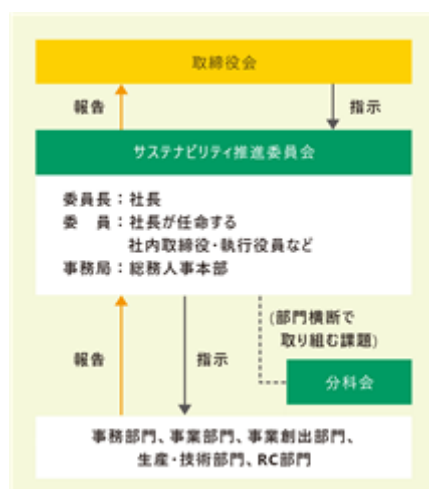 取締役会
報告
指示
サステナビリティ推進委員会
委員長：社長
委　員：社長が任命する
社内取締役・執行役員など
事務局：総務人事本部
(部門横断で
取り組む課題)
報告
指示
分科会
事務部門、事業部門、事業創出部門、
生産・技術部門、RC部門